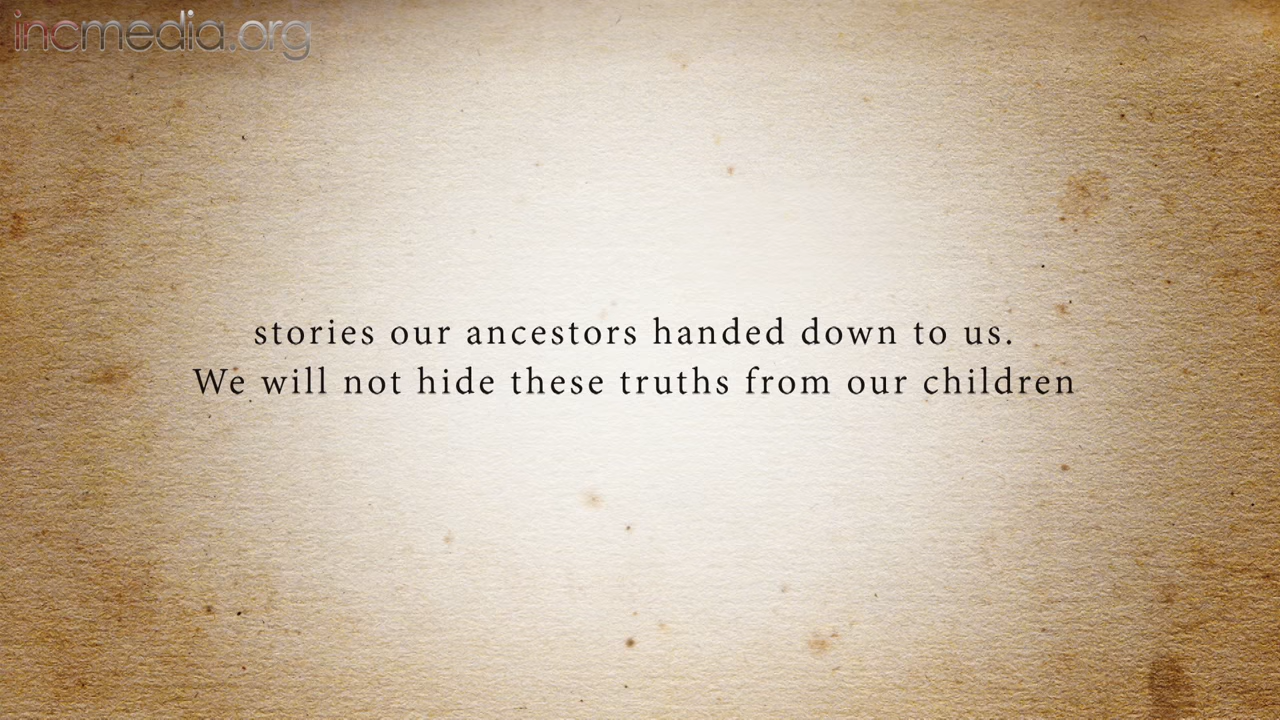 incmedia.org
stories our ancestors handed down to us.
We will not hide these truths from our children